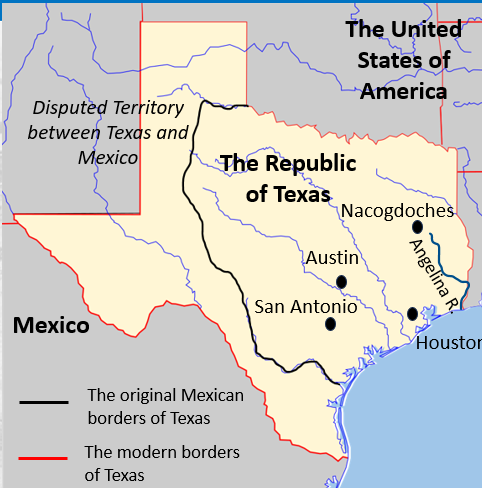 The United
States of
America
Disputed Territory
between Texas and
Mexico
The Republic
of Texas
Nacogdoches
Angelina R.
Austin
San Antonio
Houston
Mexico
The original Mexican
borders of Texas
The modern borders
of Texas